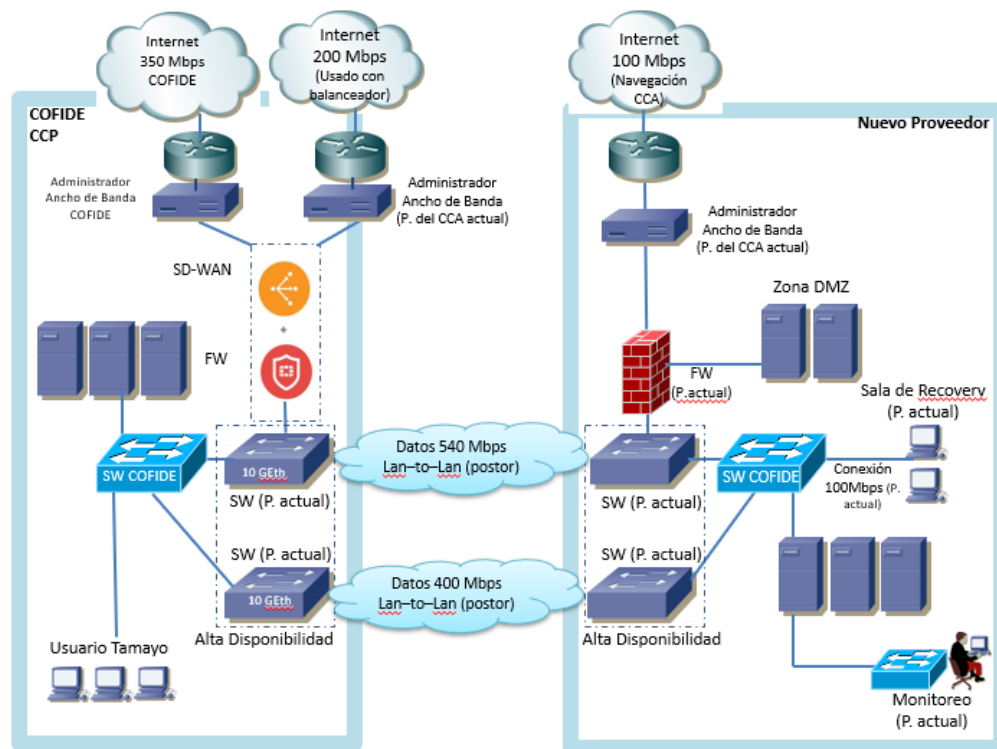 Internet
350 Mbps
COFIDE
Internet
200 Mbps
(Usado con
balanceador)
Internet
100 Mbps
(Navegación
CCA)
COFIDE
CCP
Nuevo Proveedor
Administrador
Ancho de Banda
COFIDE
Administrador
Ancho de Banda
(P. del CCA actual)
Administrador
Ancho de Banda
(P. del CCA actual)
SD-WAN
+
FW
Zona DMZ
FW
(P.actual)
Sala de Recovery
(P. actual)
SW COFIDE
10 GEth
SW (P. actual)
Datos 540 Mbps
Lan–to–Lan (postor)
SW (P. actual)
SW COFIDE
Conexión
100Mbps (P.
actual)
SW (P. actual)
10 GEth
Alta Disponibilidad
Datos 400 Mbps
Lan–to–Lan (postor)
SW (P. actual)
Alta Disponibilidad
Usuario Tamayo
Monitoreo
(P. actual)